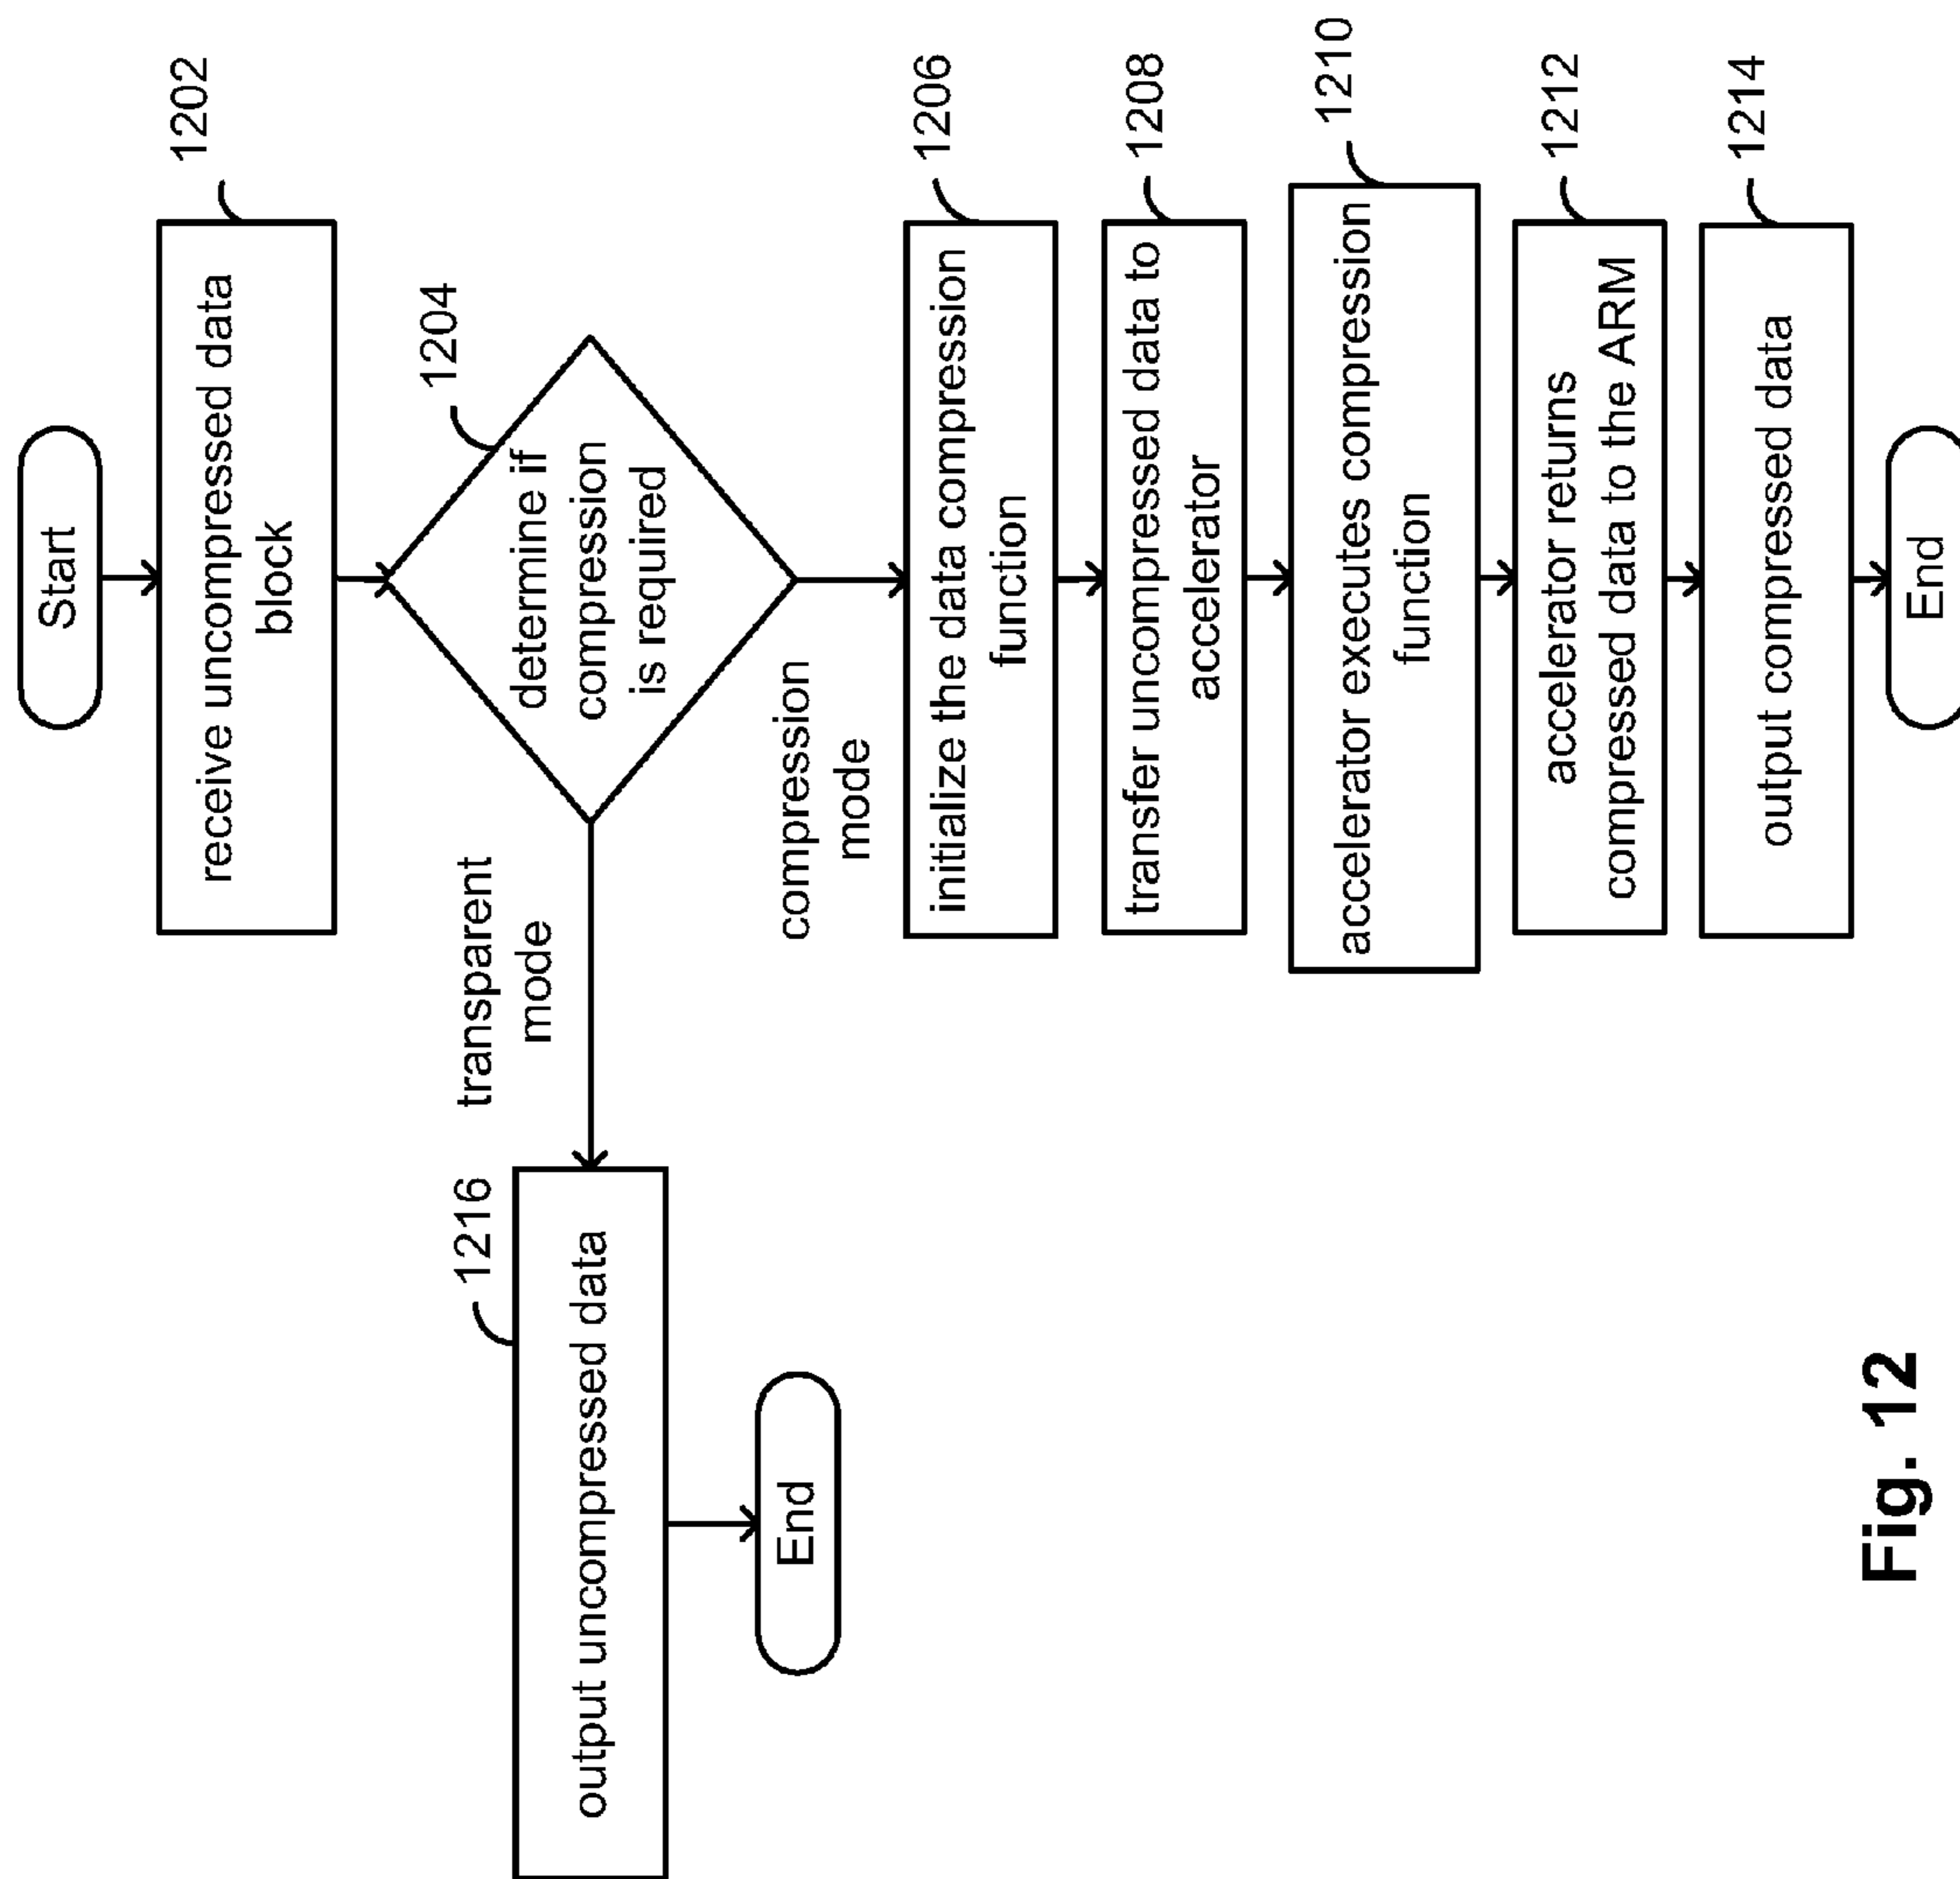 Start
1202
receive uncompressed data
block
1204
determine if
compression
is required
transparent
mode
compression
mode
1216
output uncompressed data
End
1206
initialize the data compression
function
1208
transfer uncompressed data to
accelerator
1210
accelerator executes compression
function
1212
accelerator returns
compressed data to the ARM
1214
output compressed data
End
Fig. 12